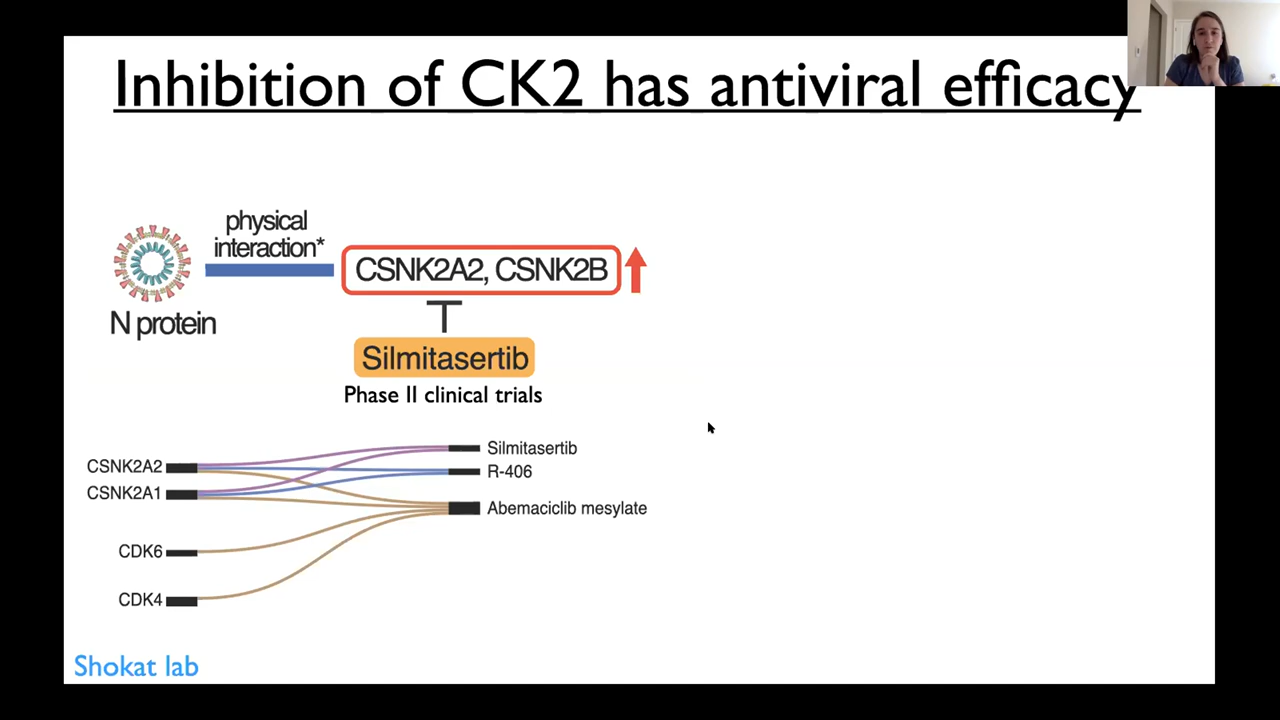 Inhibition of CK2 has antiviral efficacy
physical
interaction*
CSNK2A2, CSNK2B
N protein
Silmitasertib
Phase II clinical trials
CSNK2A2
CSNK2A1
CDK6
CDK4
Silmitasertib
R-406
Abemaciclib mesylate
Shokat lab